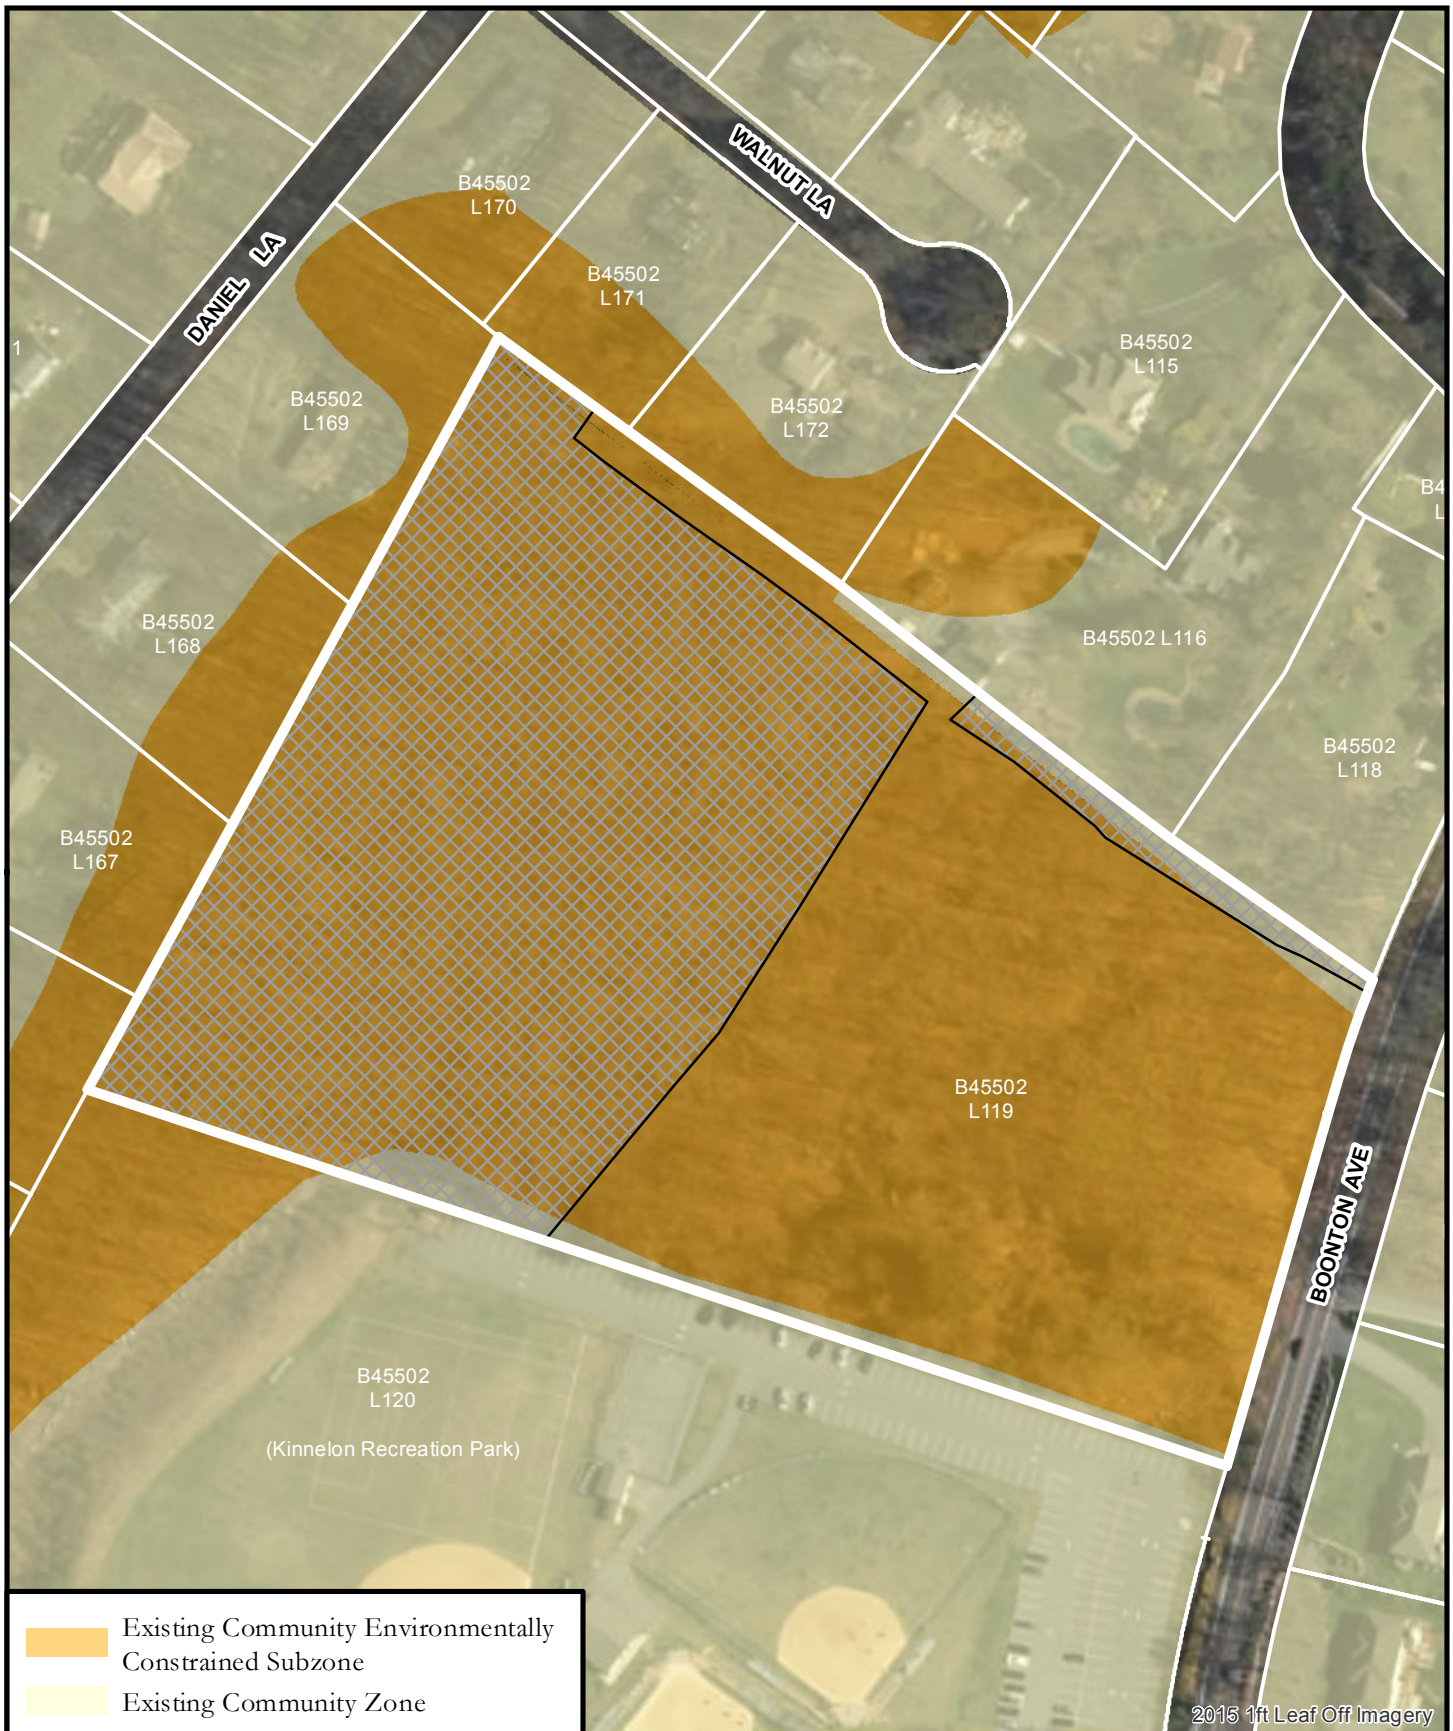 WALNUT LA
B45502
L170
DANIEL LA
B45502
L171
1
B45502
L115
B45502
L169
B45502
L172
B4
L
B45502
L168
B45502 L116
B45502
L118
B45502
L167
B45502
L119
BOONTON AVE
B45502
L120
(Kinnelon Recreation Park)
Existing Community Environmentally
Constrained Subzone
Existing Community Zone
2015 1ft Leaf Off Imagery